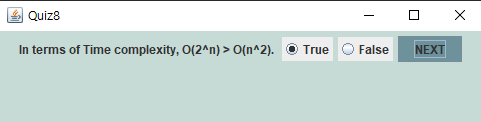 Quiz8
In terms of Time complexity, O(2^n) > O(n^2). True False NEXT